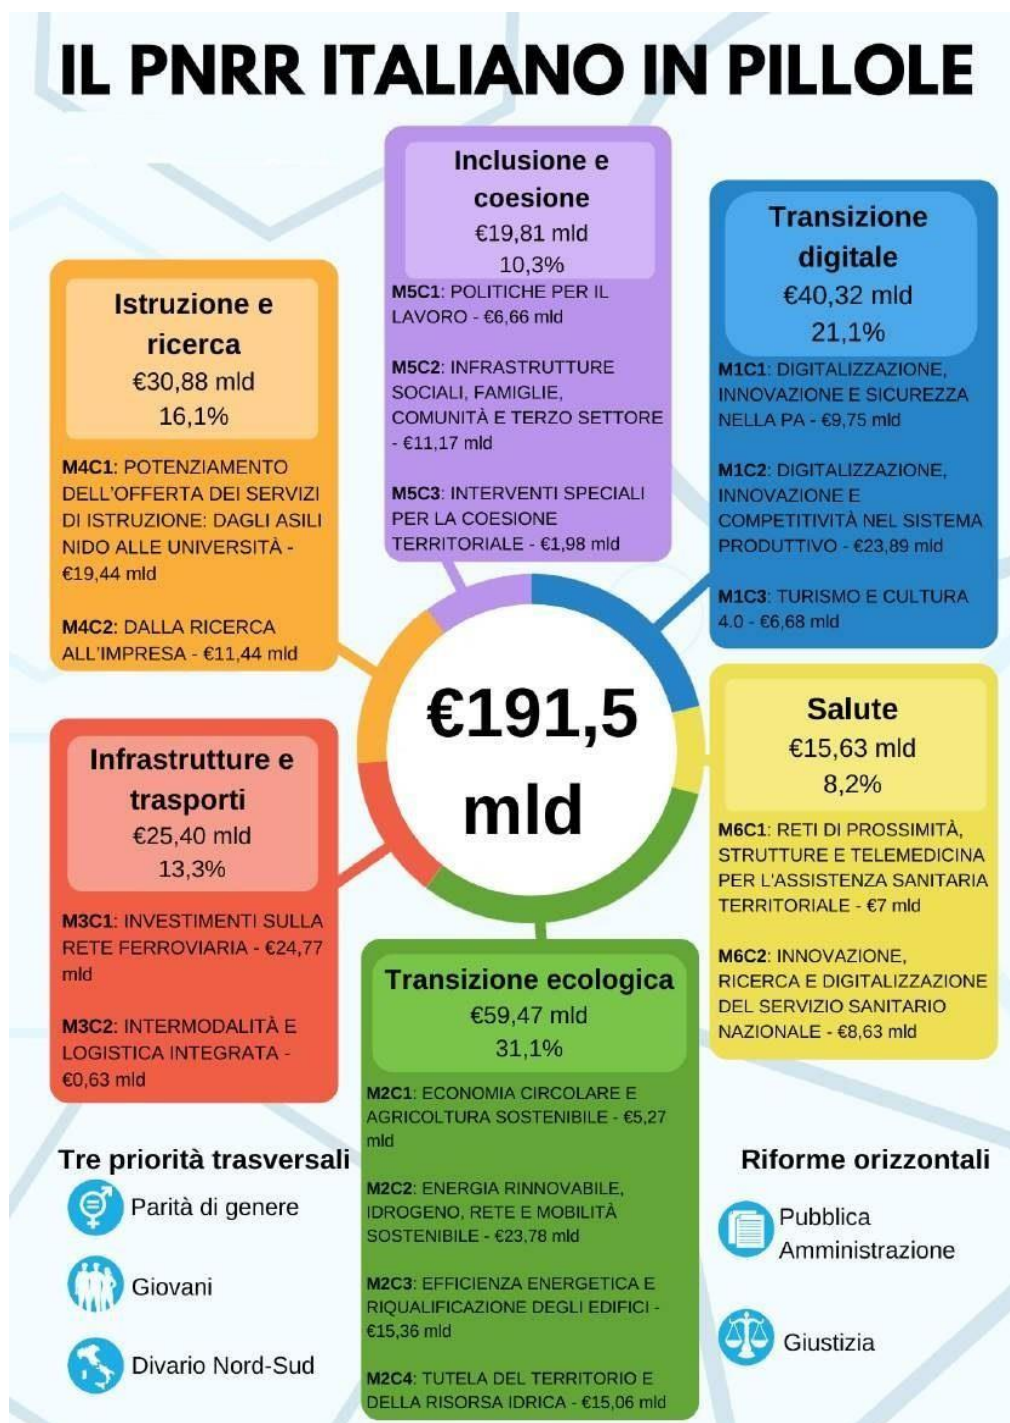 IL PNRR ITALIANO IN PILLOLE
Inclusione e
coesione
€19,81 mld
10,3%
M5C1: POLITICHE PER IL
LAVORO - €6,66 mld
M5C2: INFRASTRUTTURE
SOCIALI, FAMIGLIE,
COMUNITÀ E TERZO SETTORE
- €11,17 mld
M5C3: INTERVENTI SPECIALI
PER LA COESIONE
TERRITORIALE - €1,98 mld
Transizione
digitale
€40,32 mld
21,1%
M1C1: DIGITALIZZAZIONE,
INNOVAZIONE E SICUREZZA
NELLA PA - €9,75 mld
M1C2: DIGITALIZZAZIONE,
INNOVAZIONE E
COMPETITIVITÀ NEL SISTEMA
PRODUTTIVO - €23,89 mld
M1C3: TURISMO E CULTURA
4.0 - €6,68 mld
Istruzione e
ricerca
€30,88 mld
16,1%
M4C1: POTENZIAMENTO
DELL'OFFERTA DEI SERVIZI
DI ISTRUZIONE: DAGLI ASILI
NIDO ALLE UNIVERSITÀ -
€19,44 mld
M4C2: DALLA RICERCA
ALL'IMPRESA - €11,44 mld
€191,5
mld
Salute
€15,63 mld
8,2%
M6C1: RETI DI PROSSIMITÀ,
STRUTTURE E TELEMEDICINA
PER L'ASSISTENZA SANITARIA
TERRITORIALE - €7 mld
M6C2: INNOVAZIONE,
RICERCA E DIGITALIZZAZIONE
DEL SERVIZIO SANITARIO
NAZIONALE - €8,63 mld
Infrastrutture e
trasporti
€25,40 mld
13,3%
M3C1: INVESTIMENTI SULLA
RETE FERROVIARIA - €24,77
mld
M3C2: INTERMODALITÀ E
LOGISTICA INTEGRATA -
€0,63 mld
Transizione ecologica
€59,47 mld
31,1%
M2C1: ECONOMIA CIRCOLARE E
AGRICOLTURA SOSTENIBILE - €5,27
mld
M2C2: ENERGIA RINNOVABILE,
IDROGENO, RETE E MOBILITÀ
SOSTENIBILE - €23,78 mld
M2C3: EFFICIENZA ENERGETICA E
RIQUALIFICAZIONE DEGLI EDIFICI -
€15,36 mld
M2C4: TUTELA DEL TERRITORIO E
DELLA RISORSA IDRICA - €15,06 mld
Tre priorità trasversali
Parità di genere
Giovani
Divario Nord-Sud
Riforme orizzontali
Pubblica
Amministrazione
Giustizia